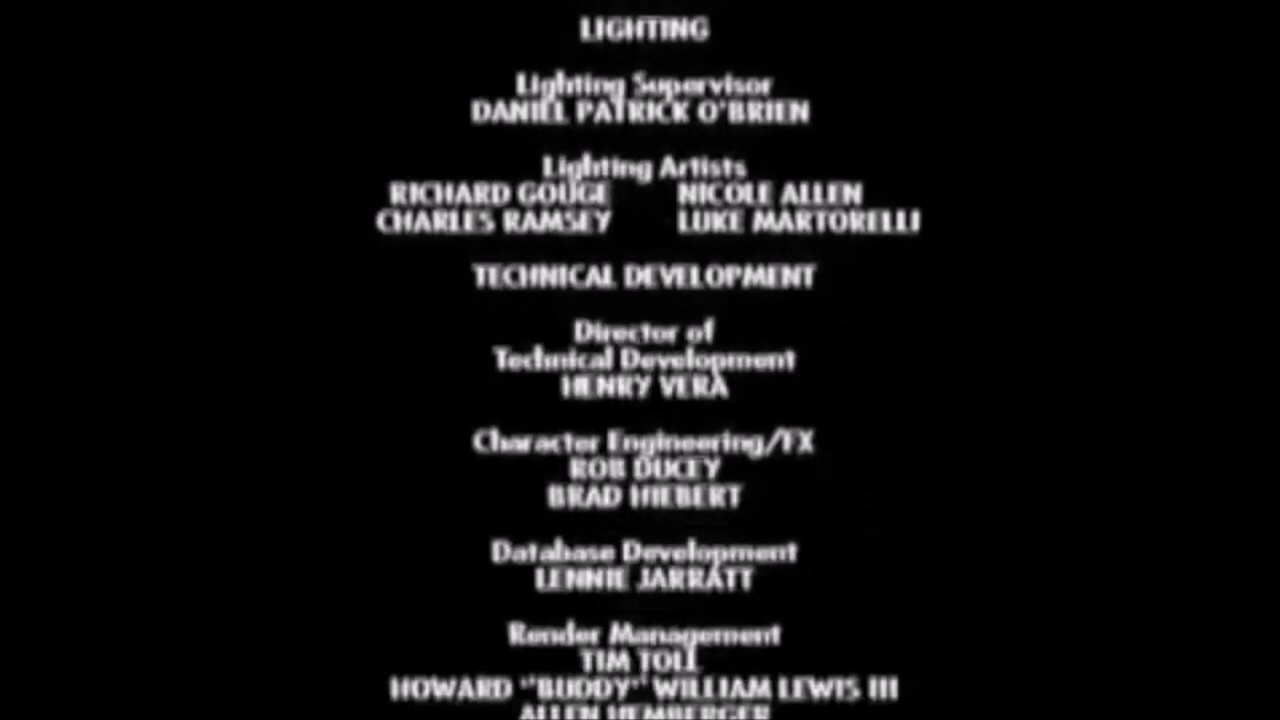 LIGHTING
Lighting Supervisor
DANIEL PATRICK O'BRIEN
Lighting Artists
RICHARD GOUGE NICOLE ALLEN
CHARLES RAMSEY LUKE MARTORELLI
TECHNICAL DEVELOPMENT
Director of
Technical Development
HENRY VERA
Character Engineering/FX
ROB DUCEY
BRAD HIEBERT
Database Development
LENNIE JARRATT
Render Management
TIM TOLL
HOWARD "BUDDY" WILLIAM LEWIS III
ALLEN HEMBERGER